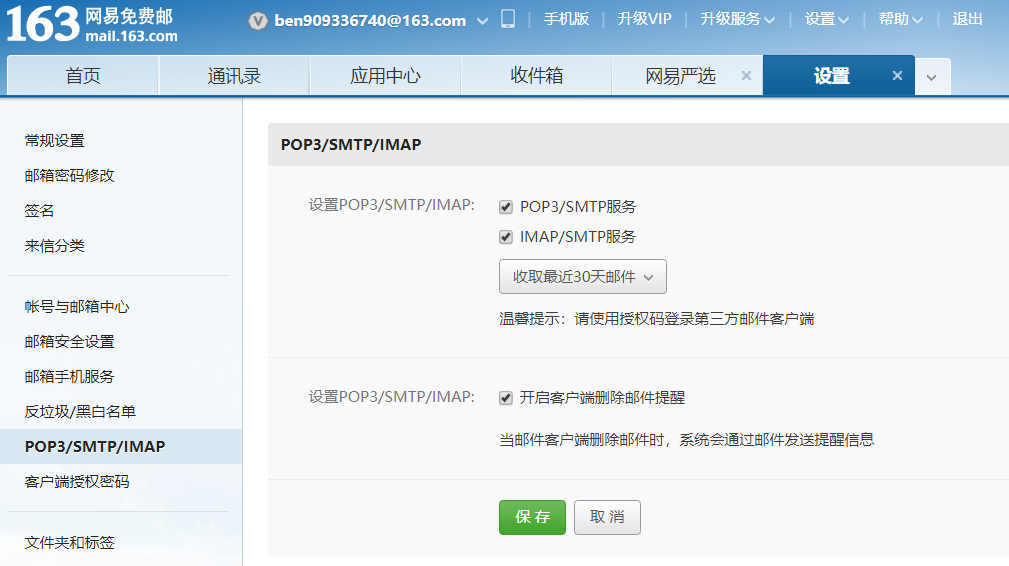 163 网易免费邮
mail.163.com
ben909336740@163.com 手机版 升级VIP 升级服务 设置 帮助 退出
首页 通讯录 应用中心 收件箱 网易严选 设置
常规设置
邮箱密码修改
签名
来信分类
帐号与邮箱中心
邮箱安全设置
邮箱手机服务
反垃圾/黑白名单
POP3/SMTP/IMAP
客户端授权密码
文件夹和标签
POP3/SMTP/IMAP
设置POP3/SMTP/IMAP: POP3/SMTP服务
IMAP/SMTP服务
收取最近30天邮件
温馨提示：请使用授权码登录第三方邮件客户端
设置POP3/SMTP/IMAP: 开启客户端删除邮件提醒
当邮件客户端删除邮件时，系统会通过邮件发送提醒信息
保 存 取 消